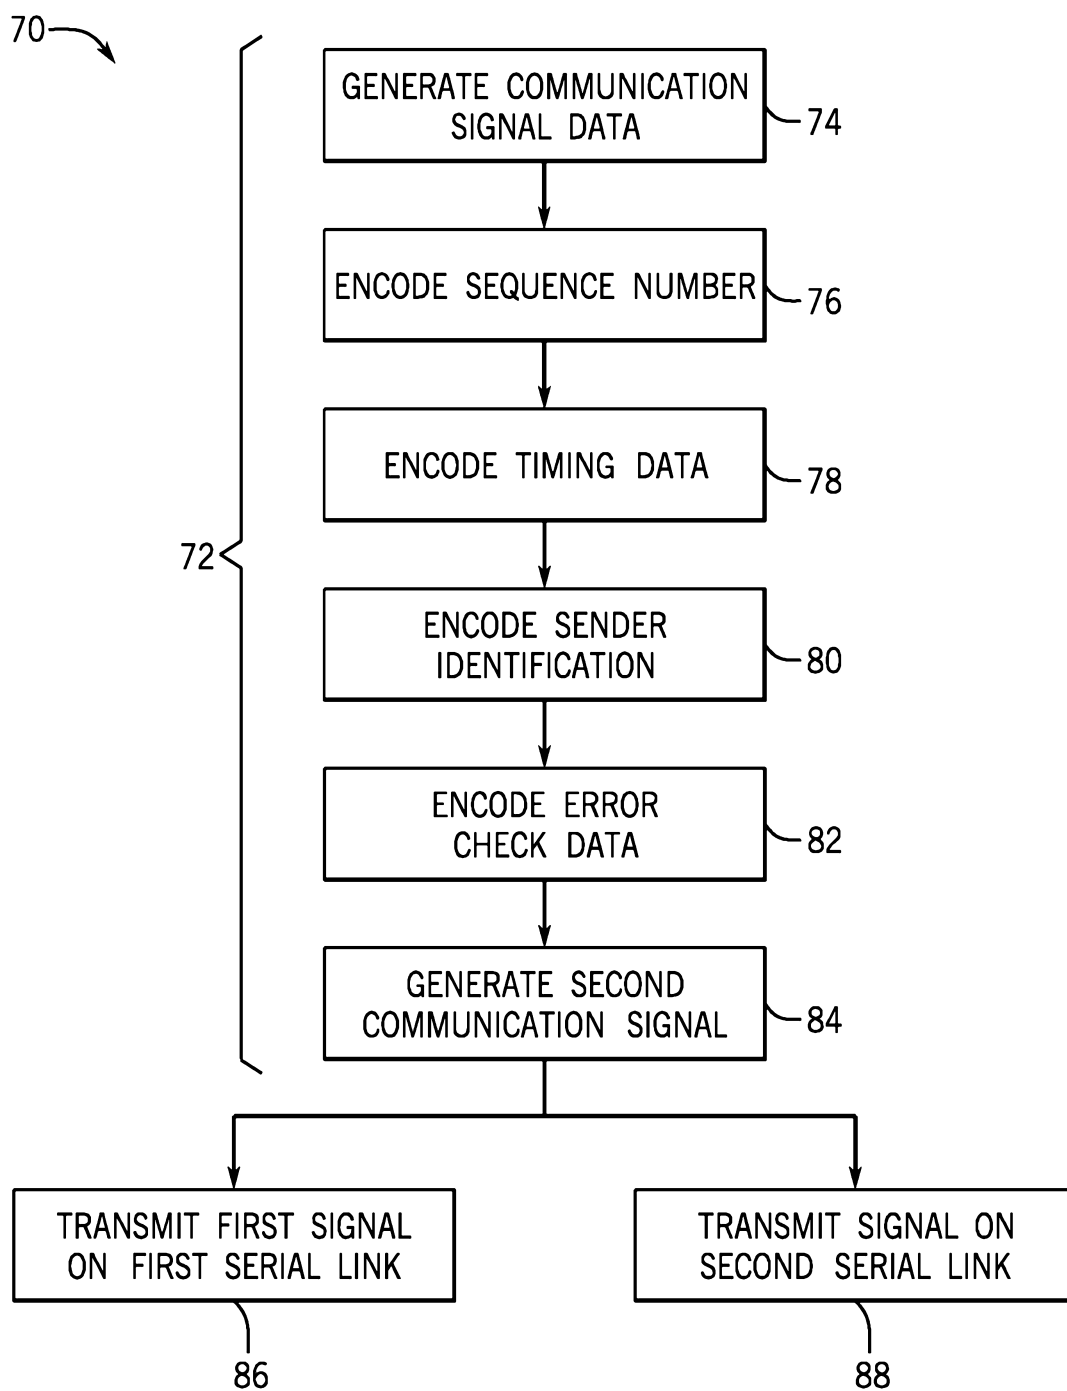 70
GENERATE COMMUNICATION
SIGNAL DATA
74
ENCODE SEQUENCE NUMBER
76
ENCODE TIMING DATA
78
72
ENCODE SENDER
IDENTIFICATION
80
ENCODE ERROR
CHECK DATA
82
GENERATE SECOND
COMMUNICATION SIGNAL
84
TRANSMIT FIRST SIGNAL
ON FIRST SERIAL LINK
86
TRANSMIT SIGNAL ON
SECOND SERIAL LINK
88